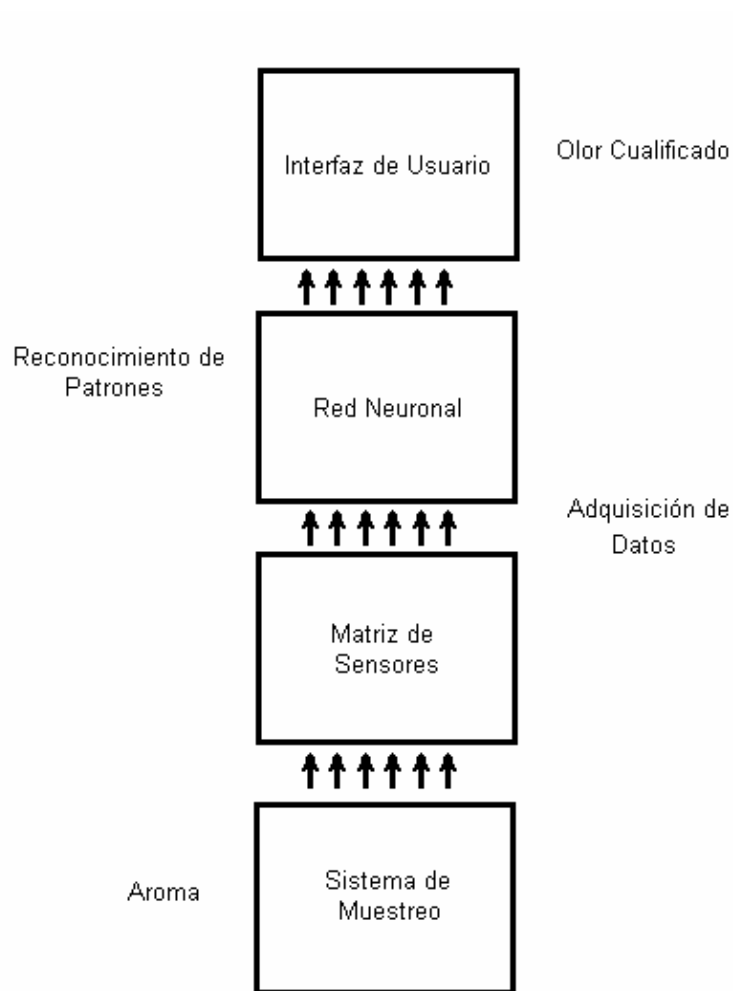 Interfaz de Usuario
Olor Cualificado
Reconocimiento de
Patrones
Red Neuronal
Adquisición de
Datos
Matriz de
Sensores
Aroma
Sistema de
Muestreo